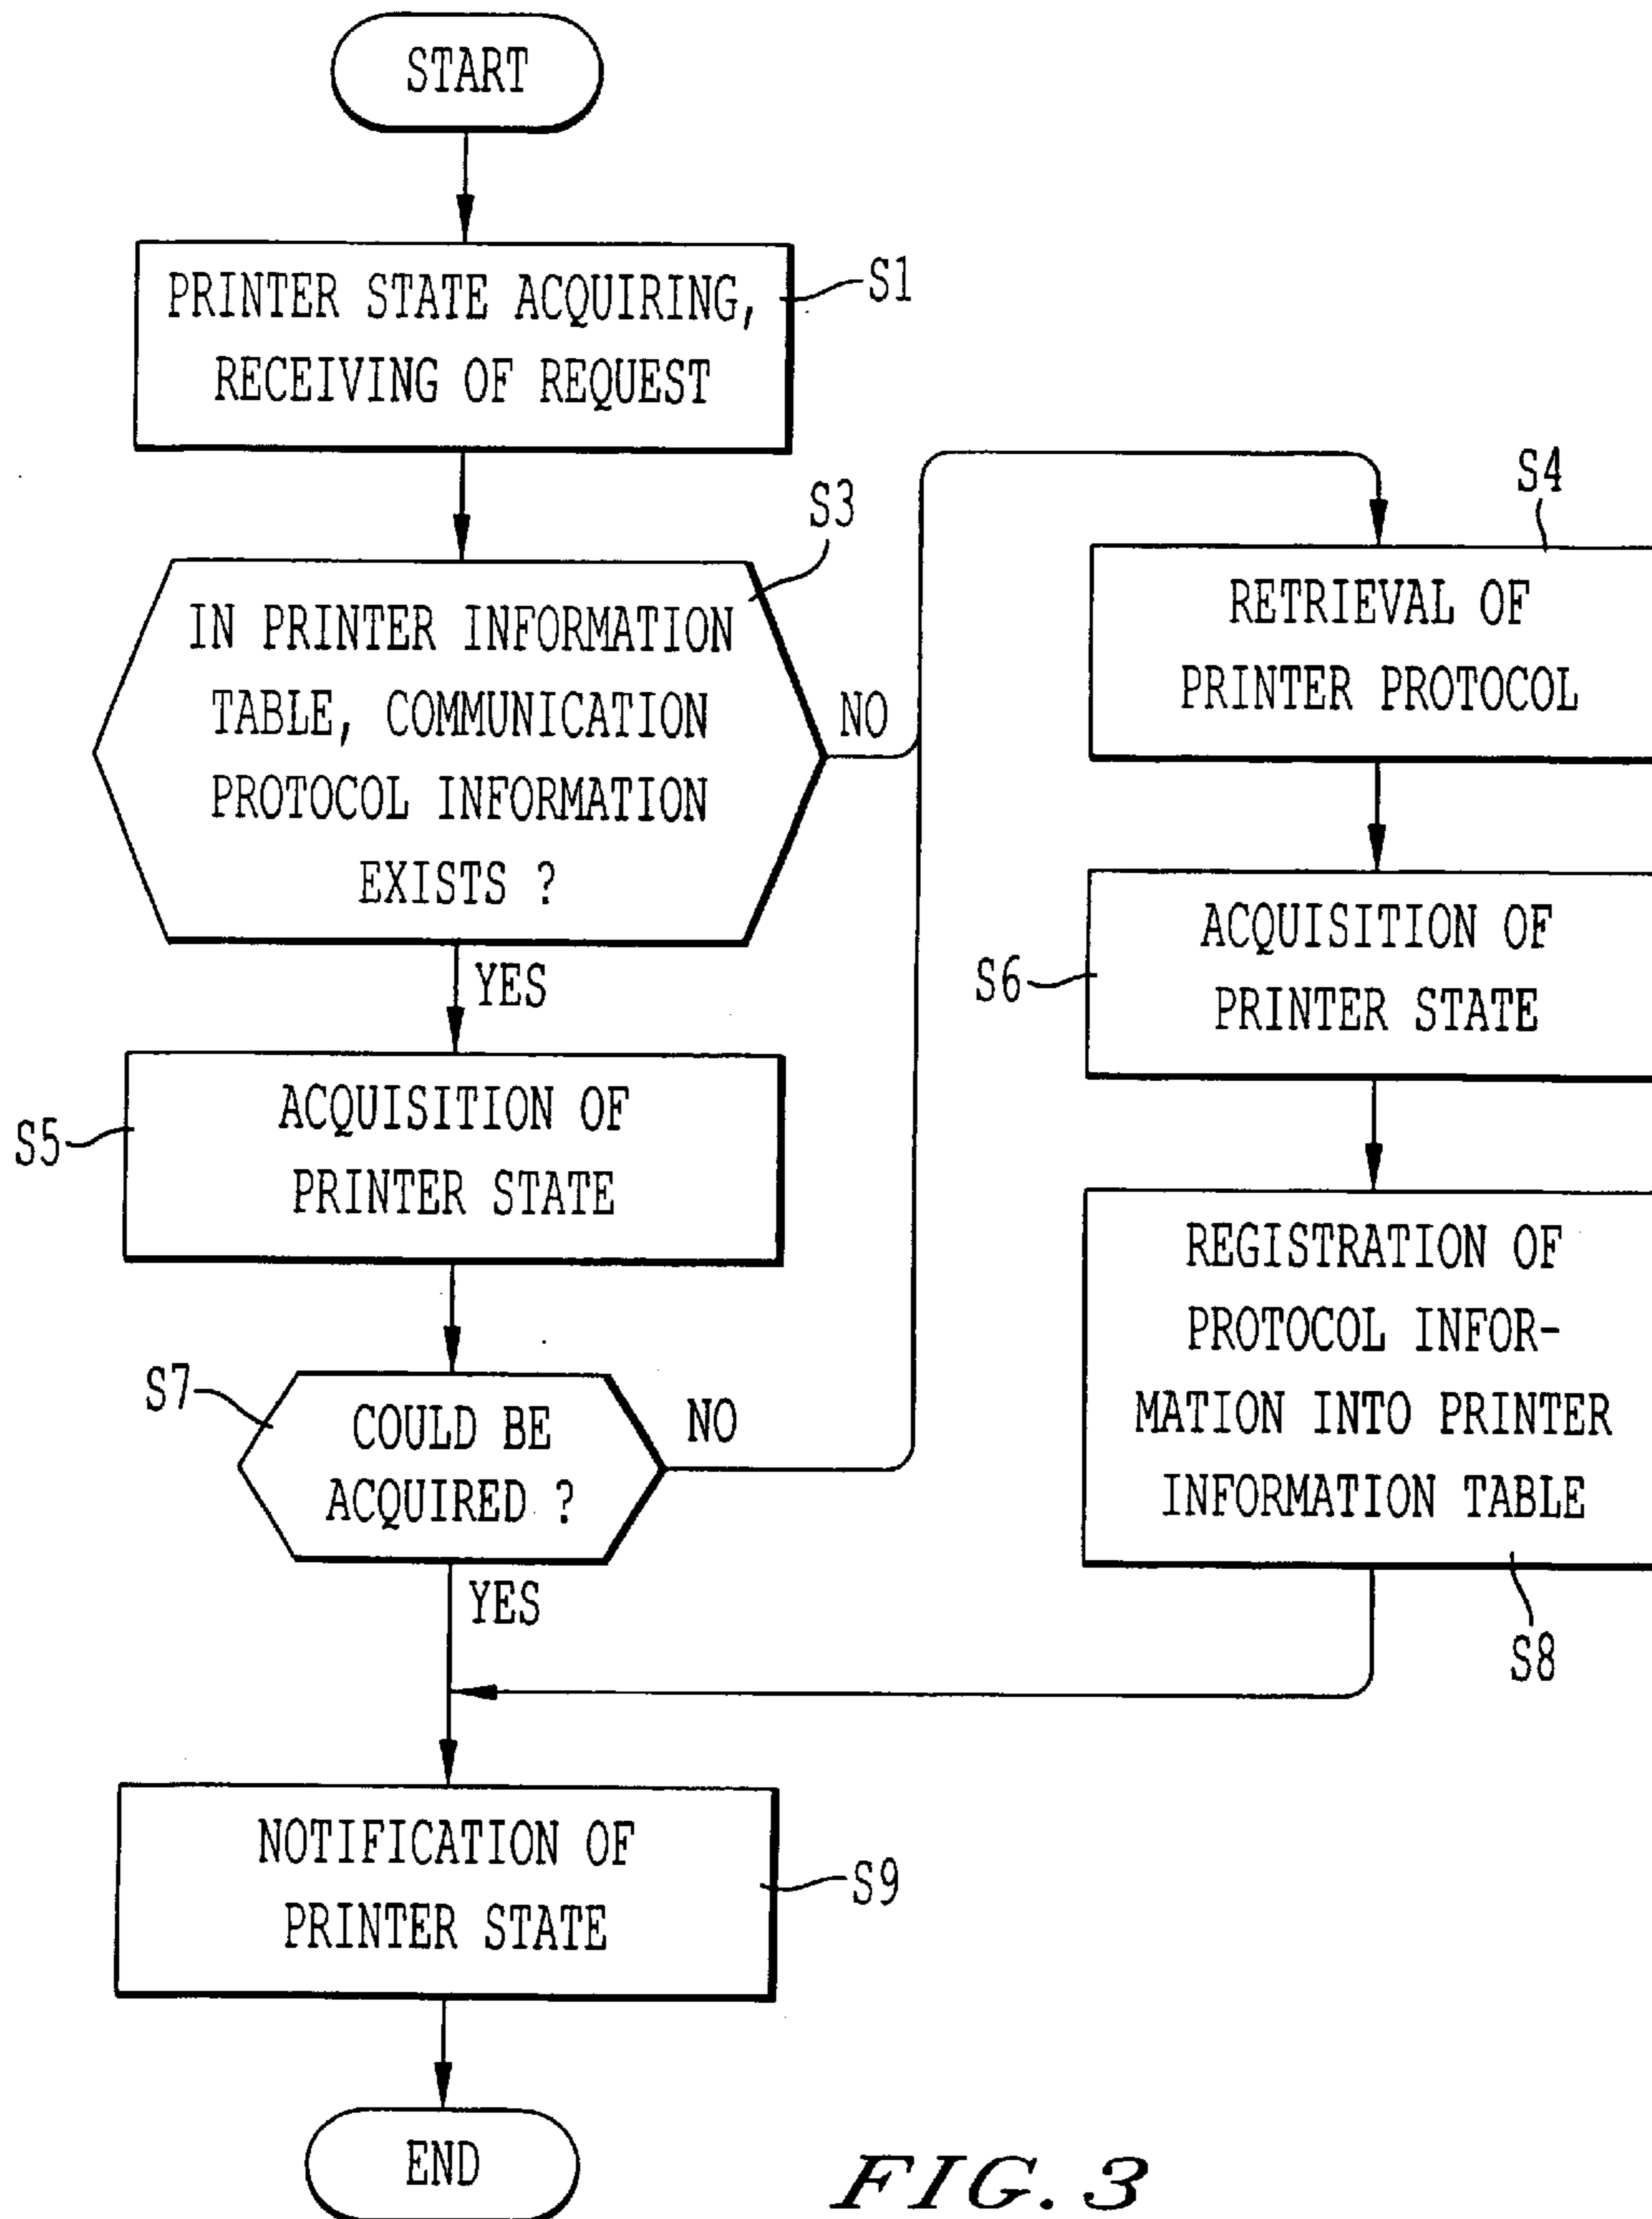 START
PRINTER STATE ACQUIRING,
RECEIVING OF REQUEST
S1
S3
IN PRINTER INFORMATION
TABLE, COMMUNICATION
PROTOCOL INFORMATION
EXISTS ?
NO
YES
S4
RETRIEVAL OF
PRINTER PROTOCOL
S5
ACQUISITION OF
PRINTER STATE
S6
ACQUISITION OF
PRINTER STATE
S7
COULD BE
ACQUIRED ?
NO
YES
REGISTRATION OF
PROTOCOL INFOR-
MATION INTO PRINTER
INFORMATION TABLE
S8
NOTIFICATION OF
PRINTER STATE
S9
END
FIG. 3